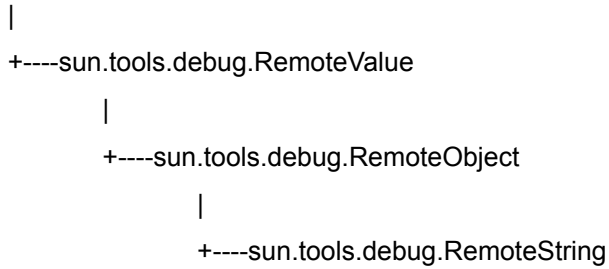 |
+----sun.tools.debug.RemoteValue
|
+----sun.tools.debug.RemoteObject
|
+----sun.tools.debug.RemoteString